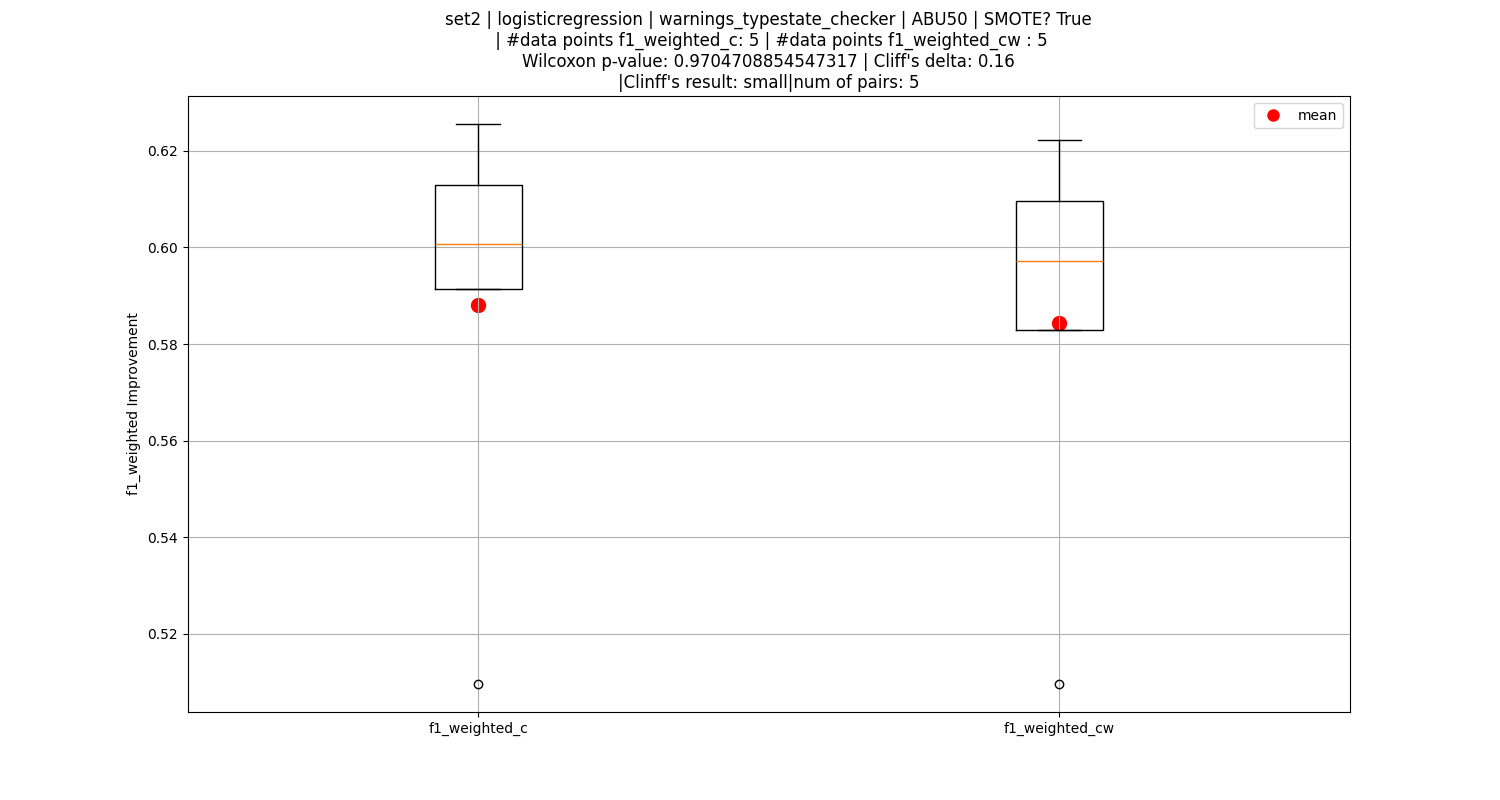 set2 | logisticregression | warnings_typestate_checker | ABU50 | SMOTE? True
| #data points f1_weighted_c: 5 | #data points f1_weighted_cw : 5
Wilcoxon p-value: 0.9704708854547317 | Cliff's delta: 0.16
|Clinff's result: small|num of pairs: 5
mean
0.62
0.60
0.58
0.56
0.54
0.52
f1_weighted Improvement
f1_weighted_c
f1_weighted_cw